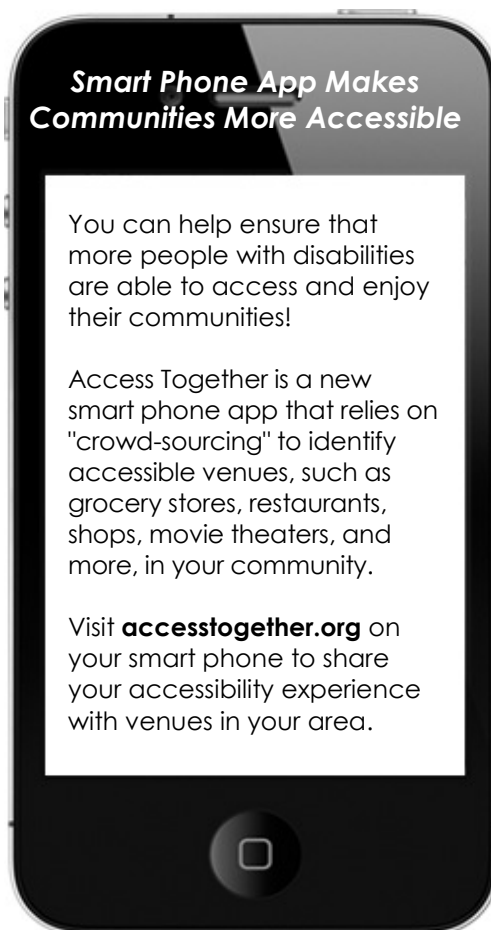 Smart Phone App Makes
Communities More Accessible
You can help ensure that
more people with disabilities
are able to access and enjoy
their communities!
Access Together is a new
smart phone app that relies on
"crowd-sourcing" to identify
accessible venues, such as
grocery stores, restaurants,
shops, movie theaters, and
more, in your community.
Visit accesstogether.org on
your smart phone to share
your accessibility experience
with venues in your area.